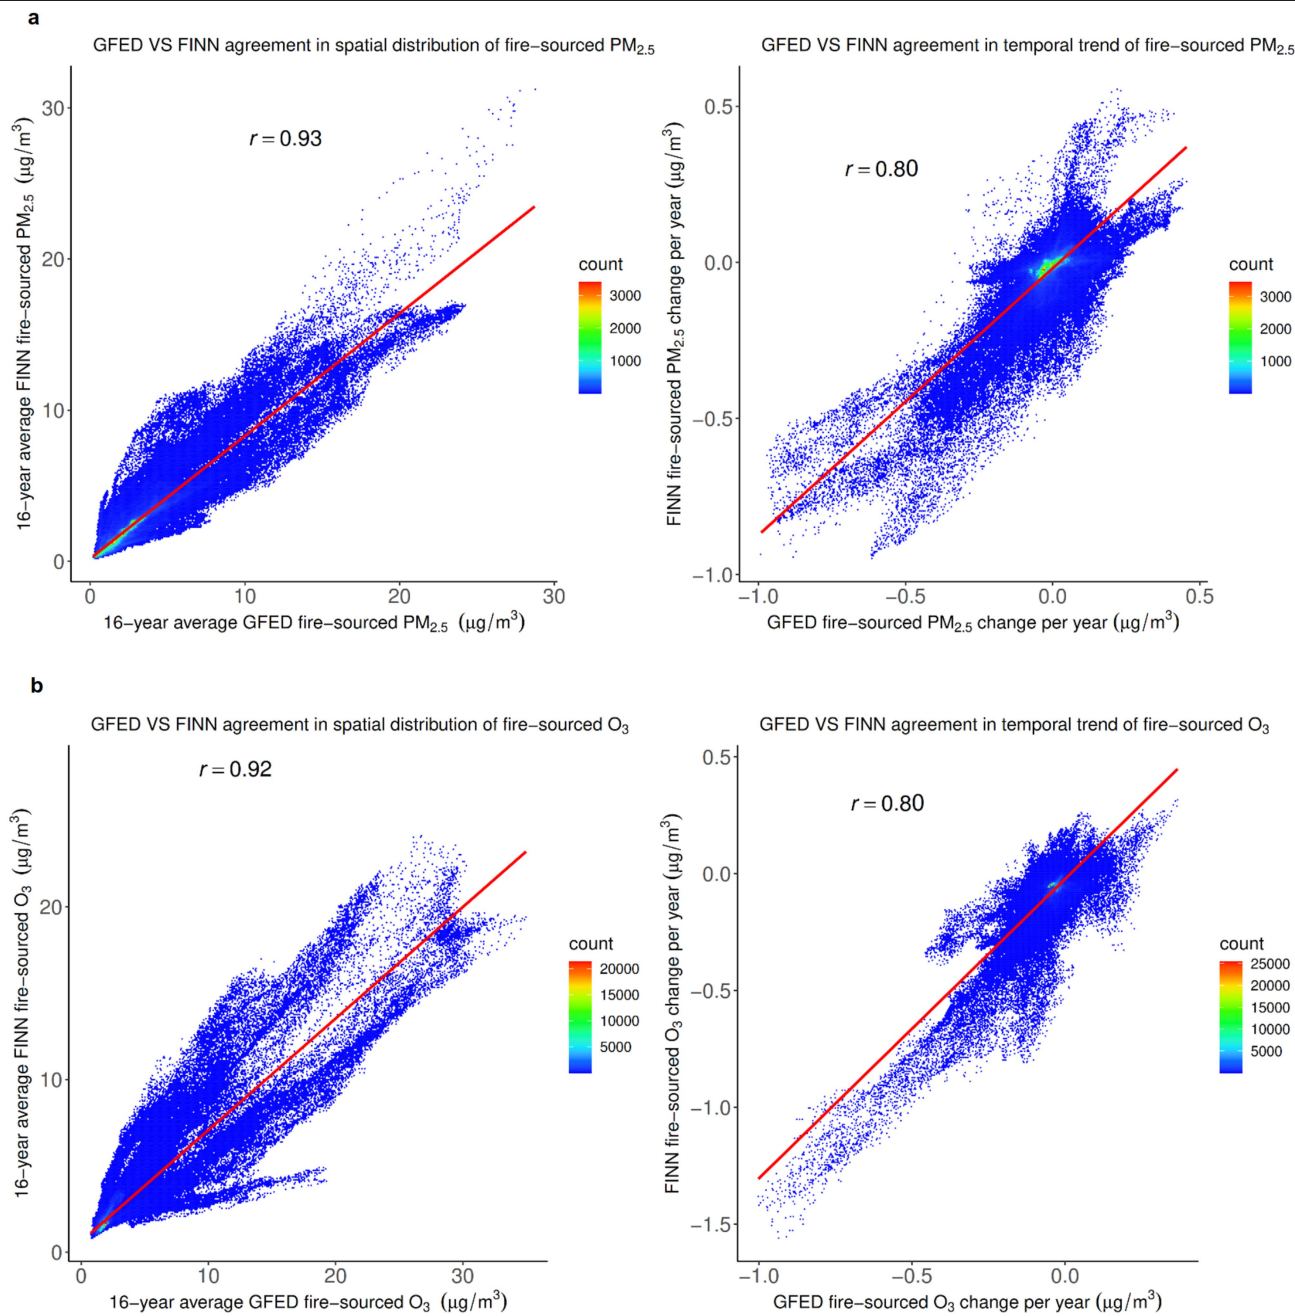 a
GFED VS FINN agreement in spatial distribution of fire−sourced PM2.5
GFED VS FINN agreement in temporal trend of fire−sourced PM2.5
16−year average FINN fire−sourced PM2.5 (μg/m³)
30
20
10
0
r = 0.93
count
3000
2000
1000
0 10 20 30
16−year average GFED fire−sourced PM2.5 (μg/m³)
FINN fire−sourced PM2.5 change per year (μg/m³)
0.5
0.0
−0.5
−1.0
r = 0.80
count
3000
2000
1000
−1.0 −0.5 0.0 0.5
GFED fire−sourced PM2.5 change per year (μg/m³)
b
GFED VS FINN agreement in spatial distribution of fire−sourced O3
GFED VS FINN agreement in temporal trend of fire−sourced O3
16−year average FINN fire−sourced O3 (μg/m³)
20
10
0
r = 0.92
count
20000
15000
10000
5000
0 10 20 30
16−year average GFED fire−sourced O3 (μg/m³)
FINN fire−sourced O3 change per year (μg/m³)
0.5
0.0
−0.5
−1.0
−1.5
r = 0.80
count
25000
20000
15000
10000
5000
−1.0 −0.5 0.0
GFED fire−sourced O3 change per year (μg/m³)